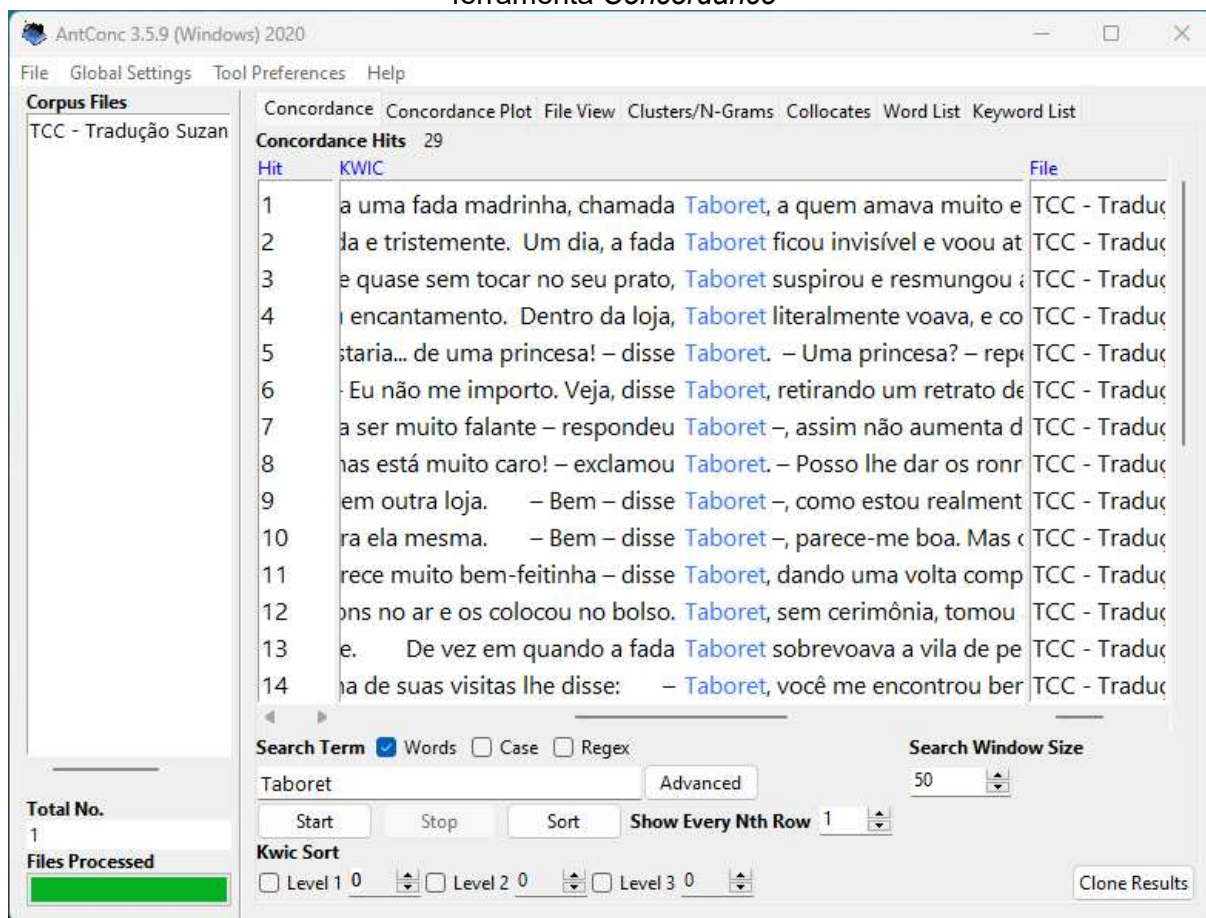 ferramenta Concordance
AntConc 3.5.9 (Windows) 2020
File Global Settings Tool Preferences Help
Corpus Files
TCC - Tradução Suzan
Concordance Concordance Plot File View Clusters/N-Grams Collocates Word List Keyword List
Concordance Hits 29
Hit KWIC File
1 a uma fada madrinha, chamada Taboret, a quem amava muito e TCC - Traduç
2 da e tristemente. Um dia, a fada Taboret ficou invisível e voou at TCC - Traduç
3 e quase sem tocar no seu prato, Taboret suspirou e resmungou a TCC - Traduç
4 encantamento. Dentro da loja, Taboret literalmente voava, e co TCC - Traduç
5 staria... de uma princesa! – disse Taboret. – Uma princesa? – repe TCC - Traduç
6 - Eu não me importo. Veja, disse Taboret, retirando um retrato de TCC - Traduç
7 a ser muito falante – respondeu Taboret –, assim não aumenta d TCC - Traduç
8 nas está muito caro! – exclamou Taboret. – Posso lhe dar os ronr TCC - Traduç
9 em outra loja. – Bem – disse Taboret –, como estou realment TCC - Traduç
10 ra ela mesma. – Bem – disse Taboret –, parece-me boa. Mas c TCC - Traduç
11 rece muito bem-feitinha – disse Taboret, dando uma volta comp TCC - Traduç
12 ons no ar e os colocou no bolso. Taboret, sem cerimônia, tomou TCC - Traduç
13 e. De vez em quando a fada Taboret sobrevoava a vila de pe TCC - Traduç
14 na de suas visitas lhe disse: – Taboret, você me encontrou ber TCC - Traduç
Search Term Words Case Regex Search Window Size
Taboret Advanced 50
Total No.
1
Start Stop Sort Show Every Nth Row 1
Files Processed
Kwic Sort
Level 1 0 Level 2 0 Level 3 0 Clone Results